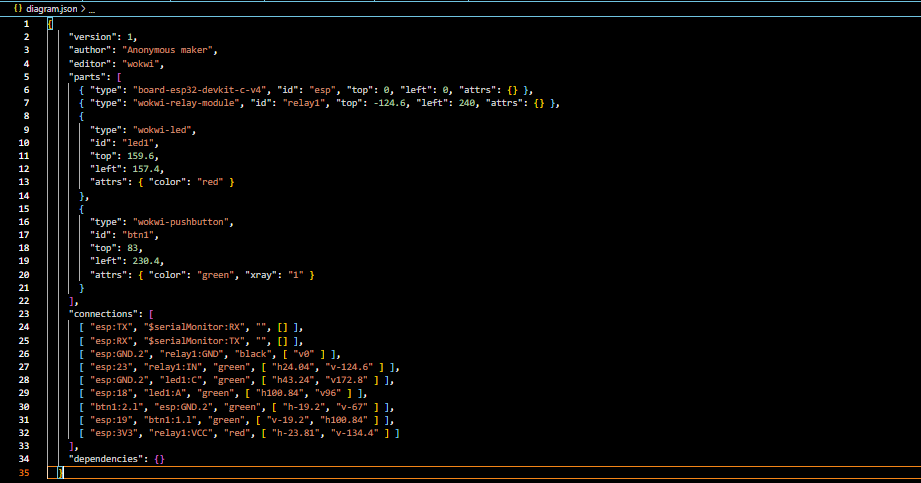 {} diagram.json > ...
1 {
2 "version": 1,
3 "author": "Anonymous maker",
4 "editor": "wokwi",
5 "parts": [
6 { "type": "board-esp32-devkit-c-v4", "id": "esp", "top": 0, "left": 0, "attrs": {} },
7 { "type": "wokwi-relay-module", "id": "relay1", "top": -124.6, "left": 240, "attrs": {} },
8 {
9 "type": "wokwi-led",
10 "id": "led1",
11 "top": 159.6,
12 "left": 157.4,
13 "attrs": { "color": "red" }
14 },
15 {
16 "type": "wokwi-pushbutton",
17 "id": "btn1",
18 "top": 83,
19 "left": 230.4,
20 "attrs": { "color": "green", "xray": "1" }
21 }
22 ],
23 "connections": [
24 [ "esp:TX", "$serialMonitor:RX", "", [] ],
25 [ "esp:RX", "$serialMonitor:TX", "", [] ],
26 [ "esp:GND.2", "relay1:GND", "black", [ "v0" ] ],
27 [ "esp:23", "relay1:IN", "green", [ "h24.04", "v-124.6" ] ],
28 [ "esp:GND.2", "led1:C", "green", [ "h43.24", "v172.8" ] ],
29 [ "esp:18", "led1:A", "green", [ "h100.84", "v96" ] ],
30 [ "btn1:2.l", "esp:GND.2", "green", [ "h-19.2", "v-67" ] ],
31 [ "esp:19", "btn1:1.l", "green", [ "v-19.2", "h100.84" ] ],
32 [ "esp:3V3", "relay1:VCC", "red", [ "h-23.81", "v-134.4" ] ]
33 ],
34 "dependencies": {}
35 }